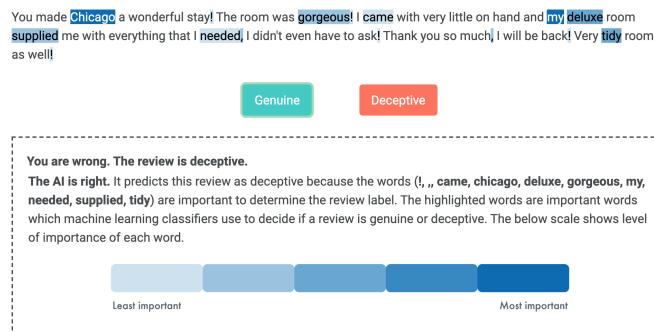 You made Chicago a wonderful stay! The room was gorgeous! I came with very little on hand and my deluxe room
supplied me with everything that I needed, I didn't even have to ask! Thank you so much, I will be back! Very tidy room
as well!
Genuine Deceptive
You are wrong. The review is deceptive.
The AI is right. It predicts this review as deceptive because the words (!, ,, came, chicago, deluxe, gorgeous, my,
needed, supplied, tidy) are important to determine the review label. The highlighted words are important words
which machine learning classifiers use to decide if a review is genuine or deceptive. The below scale shows level
of importance of each word.
Least important Most important